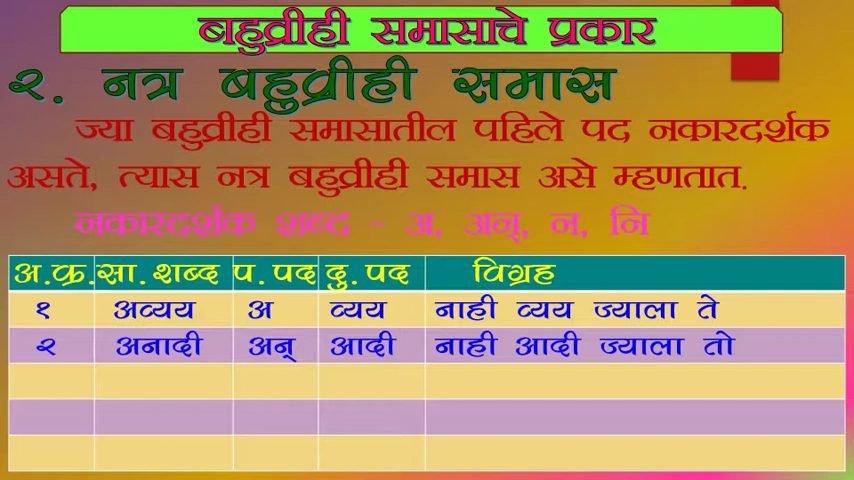 बहुव्रीही समासाचे प्रकार
२. नत्र बहुव्रीही समास
ज्या बहुव्रीही समासातील पहिले पद नकारदर्शक
असते, त्यास नत्र बहुव्रीही समास असे म्हणतात.
नकारदर्शक शब्द - अ, अन्, न, नि
अ.क्र. सा. शब्द प. पद दु. पद विग्रह
१ अव्यय अ व्यय नाही व्यय ज्याला ते
२ अनादी अन् आदी नाही आदी ज्याला तो